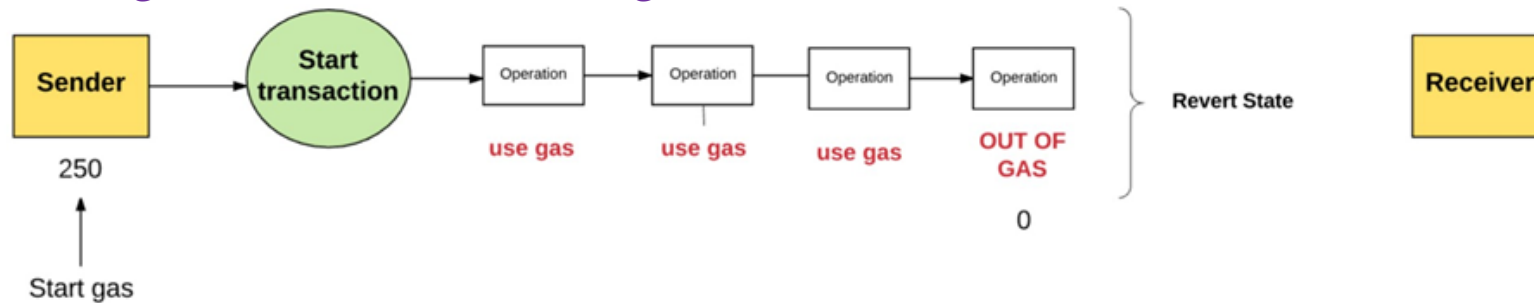 Sender
Start
transaction
Operation
Operation
Operation
Operation
Revert State
Receiver
use gas
use gas
use gas
OUT OF
GAS
250
0
Start gas